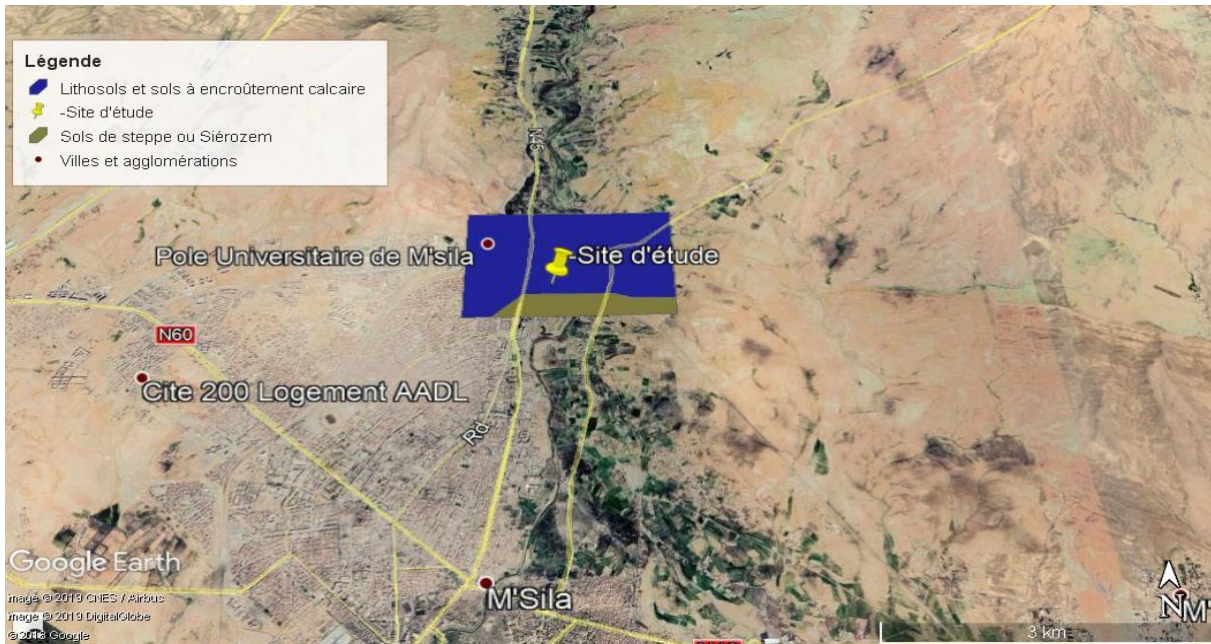 Légende
Lithosols et sols à encroûtement calcaire
-Site d'étude
Sols de steppe ou Siérozem
Villes et agglomérations
N45
Pole Universitaire de M'sila
-Site d'étude
N60
Cite 200 Logement AADL
Rd.
Google Earth
M'Sila
Image © 2019 CNES / Airbus
Image © 2019 DigitalGlobe
© 2018 Google
3 km
N
M'